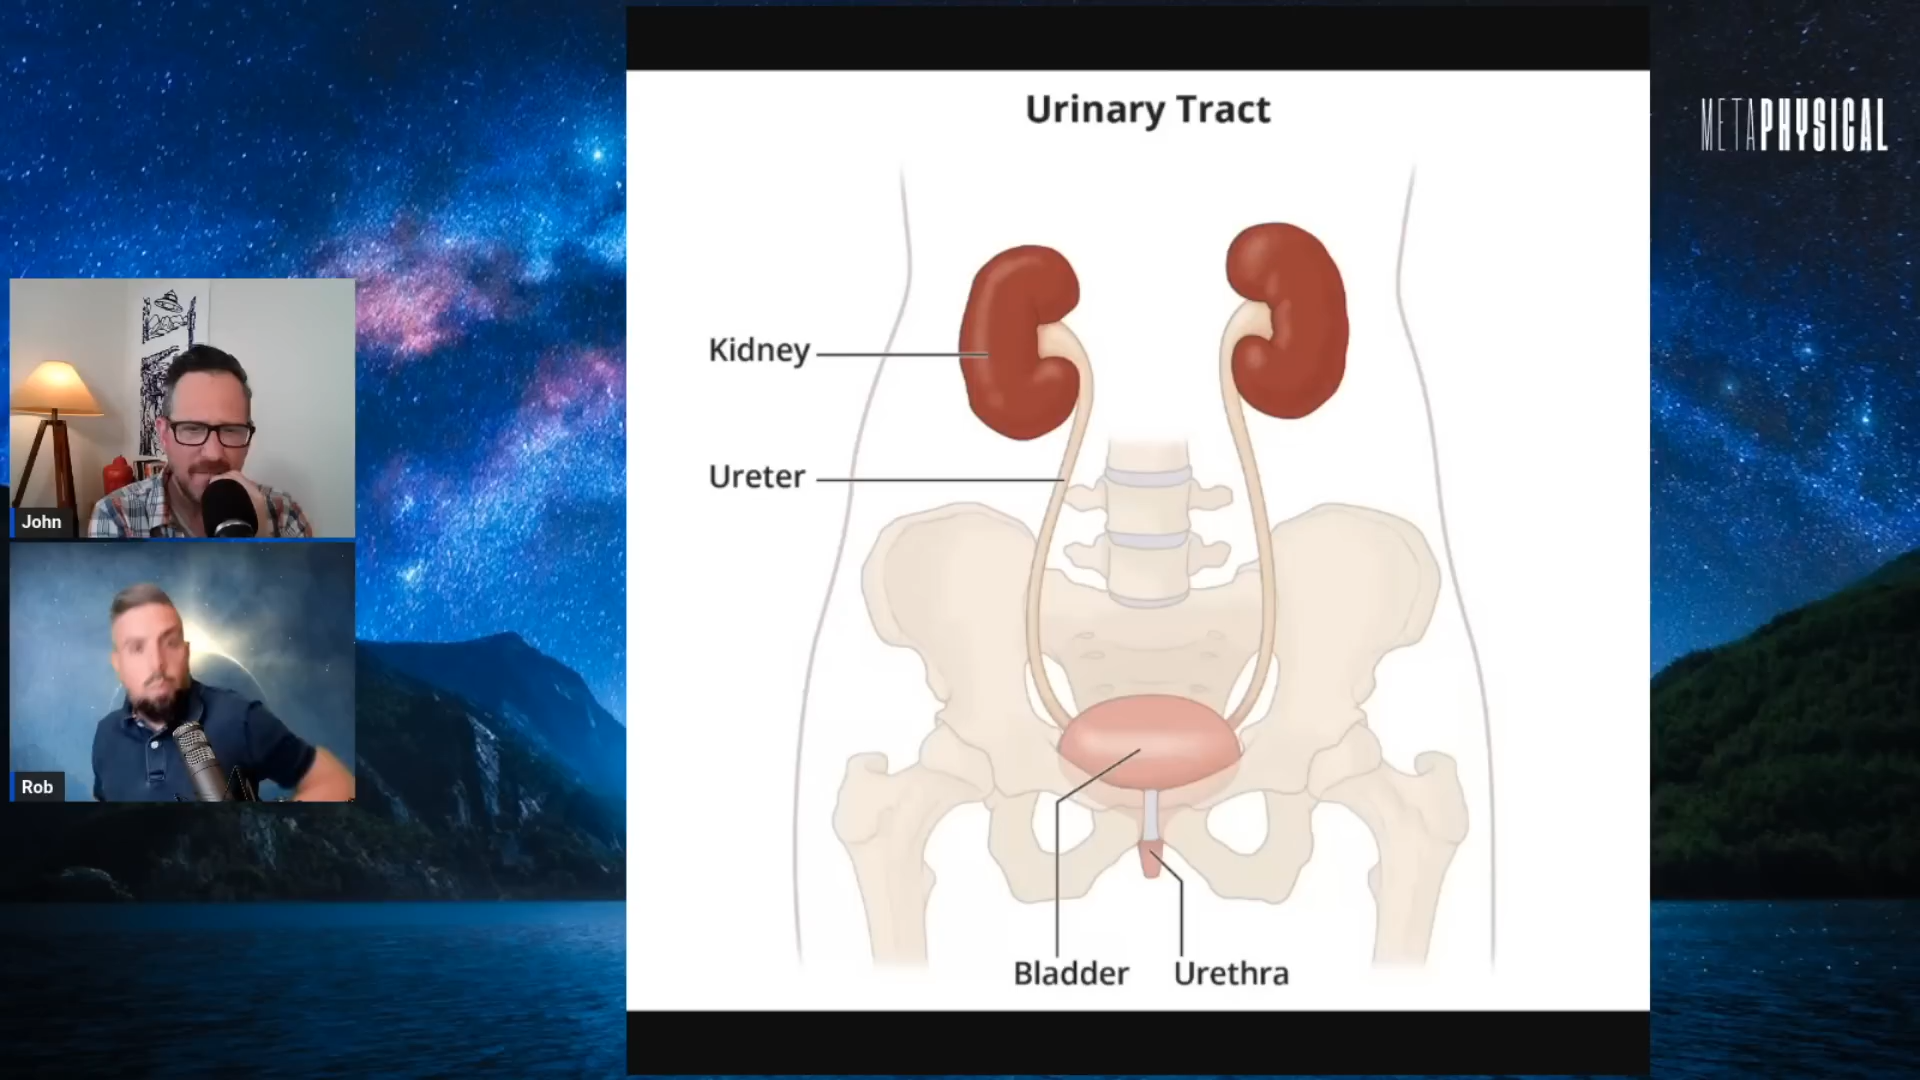 Urinary Tract
METAPHYSICAL
Kidney
Ureter
John
Rob
Bladder
Urethra